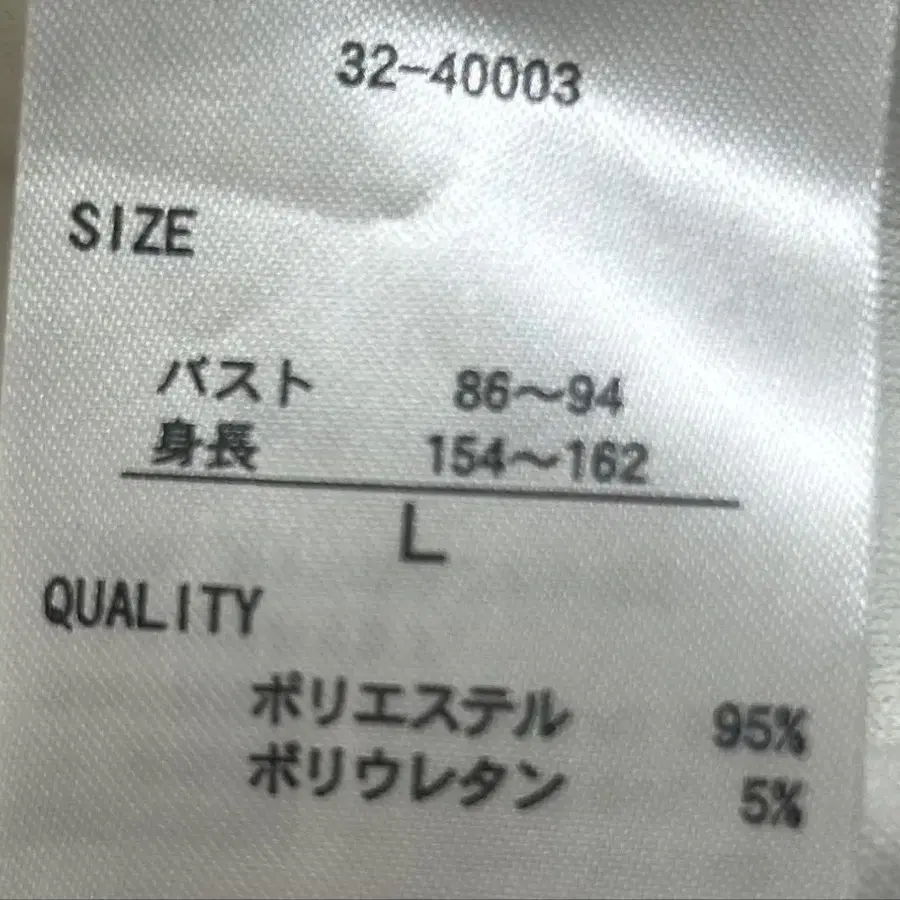 32-40003
SIZE
バスト 86～94
身長 154～162
L
QUALITY
ポリエステル 95%
ポリウレタン 5%